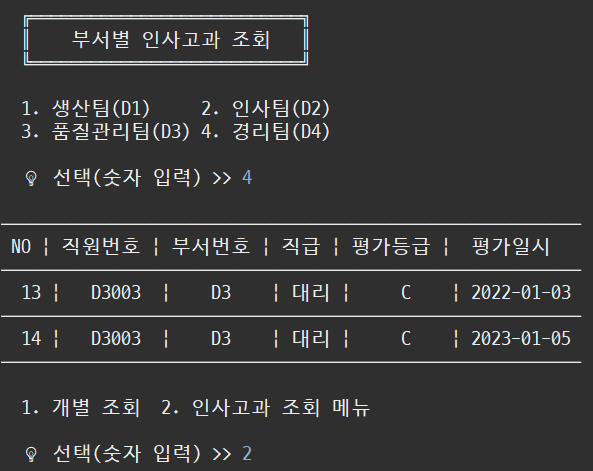 부서별 인사고과 조회
1. 생산팀(D1) 2. 인사팀(D2)
3. 품질관리팀(D3) 4. 경리팀(D4)
선택(숫자 입력) >> 4
NO ¦ 직원번호 ¦ 부서번호 ¦ 직급 ¦ 평가등급 ¦ 평가일시
13 ¦ D3003 ¦ D3 ¦ 대리 ¦ C ¦ 2022-01-03
14 ¦ D3003 ¦ D3 ¦ 대리 ¦ C ¦ 2023-01-05
1. 개별 조회 2. 인사고과 조회 메뉴
선택(숫자 입력) >> 2